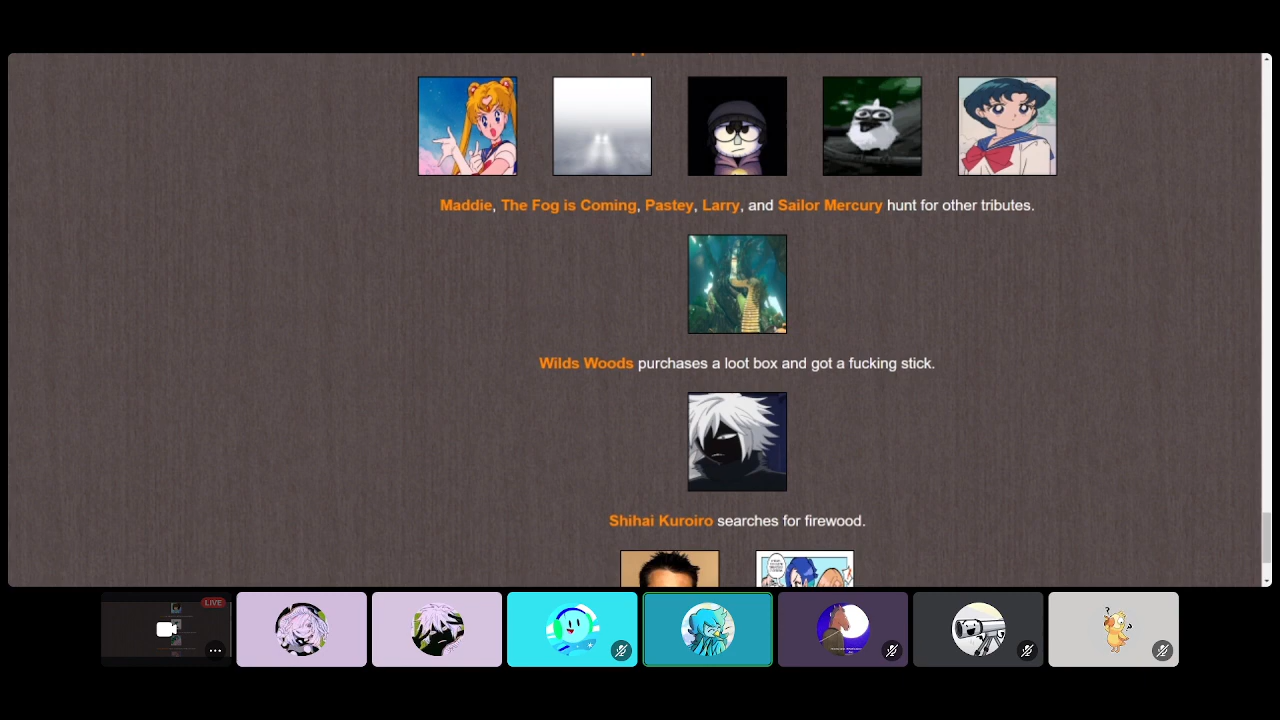 Maddie, The Fog is Coming, Pastey, Larry, and Sailor Mercury hunt for other tributes.
Wilds Woods purchases a loot box and got a fucking stick.
Shihai Kuroiro searches for firewood.
LIVE
?